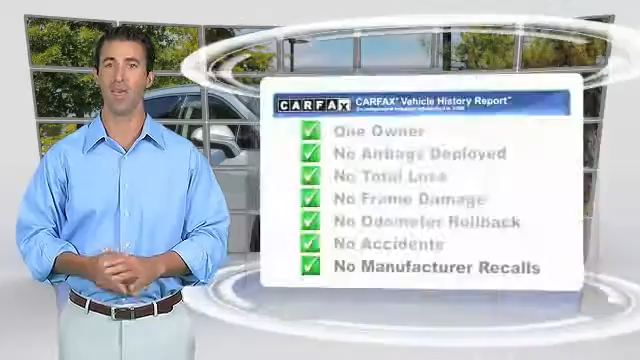 CARFAX CARFAX® Vehicle History Report™
One Owner
No Airbags Deployed
No Total Loss
No Frame Damage
No Odometer Rollback
No Accidents
No Manufacturer Recalls